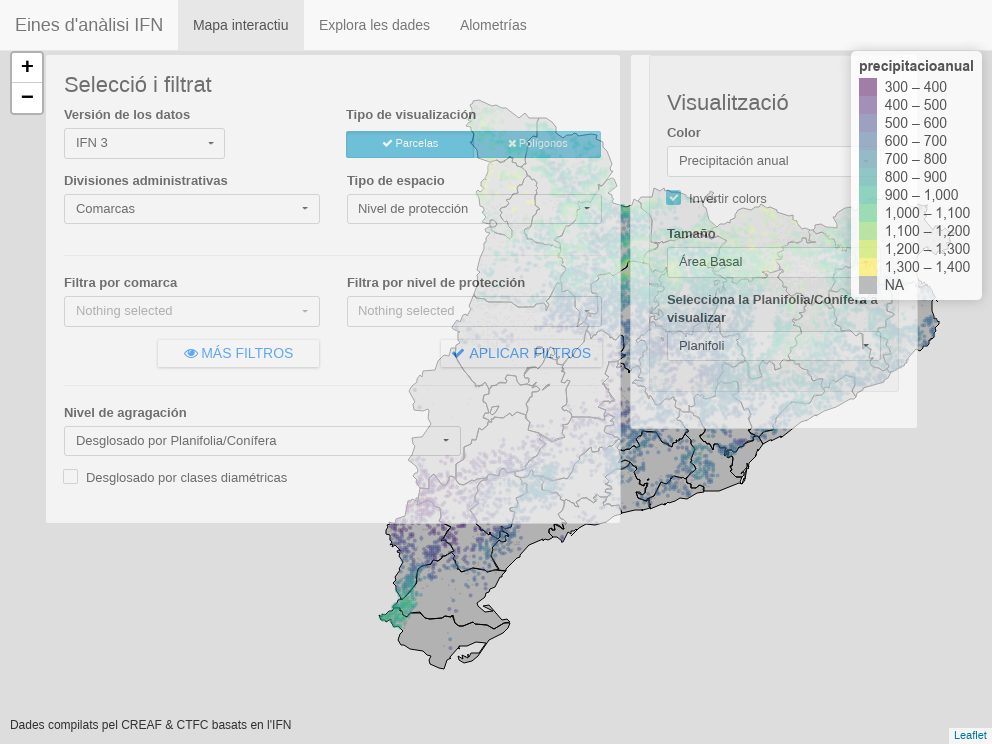 Eines d'anàlisi IFN
Mapa interactiu
Explora les dades
Alometrías
+
−
Selecció i filtrat
Versión de los datos
IFN 3
Tipo de visualización
Parcelas
Polígonos
Divisiones administrativas
Comarcas
Tipo de espacio
Nivel de protección
Filtra por comarca
Nothing selected
Filtra por nivel de protección
Nothing selected
MÁS FILTROS
APLICAR FILTROS
Nivel de agragación
Desglosado por Planifolia/Conífera
Desglosado por clases diamétricas
Visualització
Color
Precipitación anual
Invertir colors
Tamaño
Área Basal
Selecciona la Planifolia/Conífera a
visualizar
Planifoli
precipitacioanual
300 – 400
400 – 500
500 – 600
600 – 700
700 – 800
800 – 900
900 – 1,000
1,000 – 1,100
1,100 – 1,200
1,200 – 1,300
1,300 – 1,400
NA
Dades compilats pel CREAF & CTFC basats en l'IFN
Leaflet